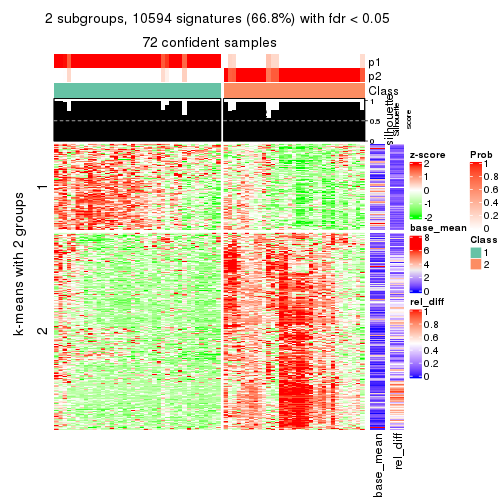 2 subgroups, 10594 signatures (66.8%) with fdr < 0.05
72 confident samples
p1
p2
Class
silhouette
Silhouette
score
1
0.5
0
k-means with 2 groups
1
2
base_mean
rel_diff
z-score
2
1
0
-1
-2
base_mean
8
6
4
2
0
rel_diff
1
0.8
0.6
0.4
0.2
0
Prob
1
0.8
0.6
0.4
0.2
0
Class
1
2